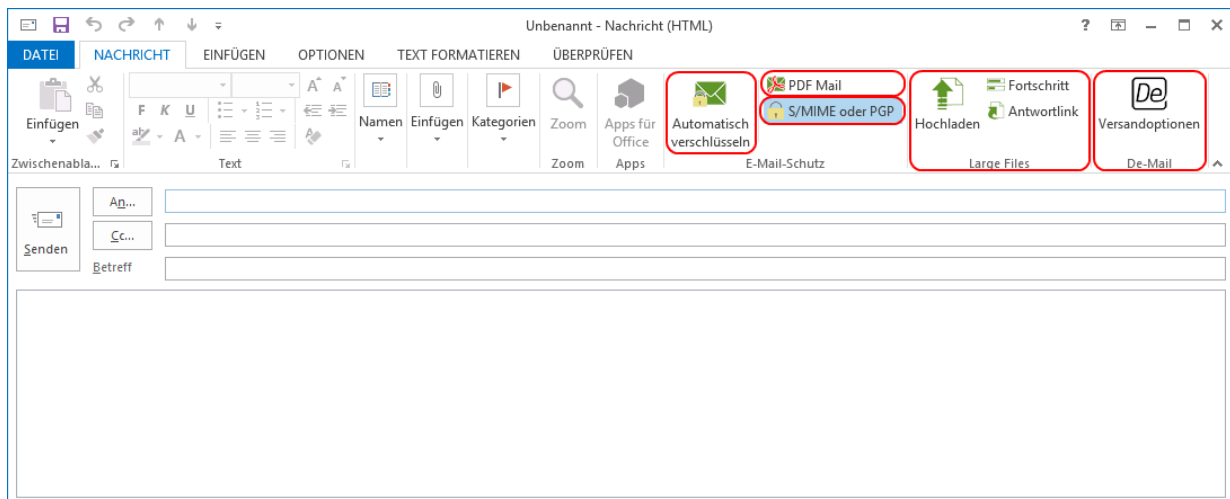 Unbenannt - Nachricht (HTML)
?
DATEI NACHRICHT EINFÜGEN OPTIONEN TEXT FORMATIEREN ÜBERPRÜFEN
Einfügen
F K U
ab A
A A
Namen
Einfügen
Kategorien
Zoom
Apps für
Office
Automatisch
verschlüsseln
PDF Mail
S/MIME oder PGP
Hochladen
Fortschritt
Antwortlink
De
Versandoptionen
Zwischenabla... Text Zoom Apps E-Mail-Schutz Large Files De-Mail
Senden
An...
Cc...
Betreff